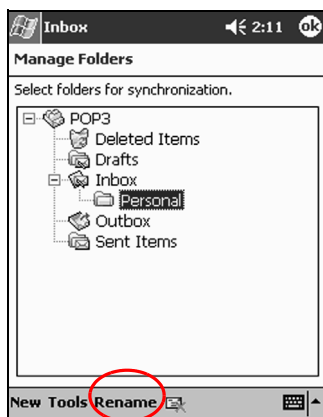 Inbox 2:11 ok
Manage Folders
Select folders for synchronization.
POP3
Deleted Items
Drafts
Inbox
Personal
Outbox
Sent Items
New Tools Rename